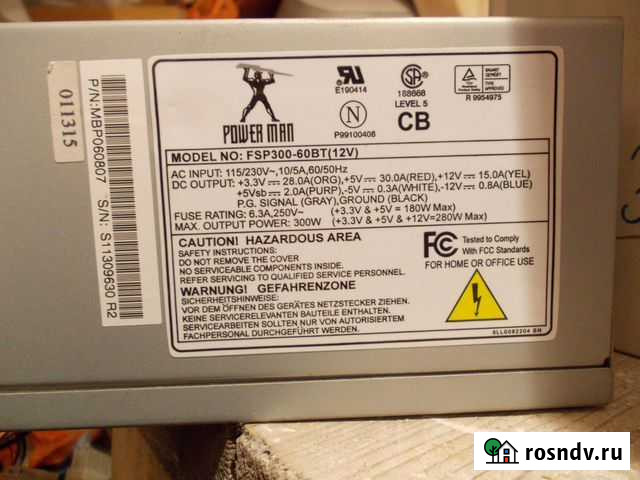 011315
P/N:MBP060807 S/N: S11309630 R2
POWER MAN
E190414
188668
LEVEL 5
N
P99100408
CB
R 9954975
MODEL NO: FSP300-60BT(12V)
AC INPUT: 115/230V~,10/5A,60/50Hz
DC OUTPUT: +3.3V 28.0A(ORG),+5V 30.0A(RED),+12V 15.0A(YEL)
+5Vsb 2.0A(PURP),-5V 0.3A(WHITE),-12V 0.8A(BLUE)
P.G. SIGNAL (GRAY),GROUND (BLACK)
FUSE RATING: 6.3A,250V~ (+3.3V & +5V = 180W Max)
MAX. OUTPUT POWER: 300W (+3.3V & +5V & +12V=280W Max)
CAUTION! HAZARDOUS AREA
SAFETY INSTRUCTIONS:
DO NOT REMOVE THE COVER
NO SERVICEABLE COMPONENTS INSIDE.
REFER SERVICING TO QUALIFIED SERVICE PERSONNEL.
FCC Tested to Comply
With FCC Standards
FOR HOME OR OFFICE USE
WARNUNG! GEFAHRENZONE
SICHERHEITSHINWEISE:
VOR DEM ÖFFNEN DES GERÄTES NETZSTECKER ZIEHEN.
KEINE SERVICERELEVANTEN BAUTEILE ENTHALTEN.
SERVICEARBEITEN SOLLTEN NUR VON AUTORISIERTEM
FACHPERSONAL DURCHGEFÜHRT WERDEN.
rosndv.ru